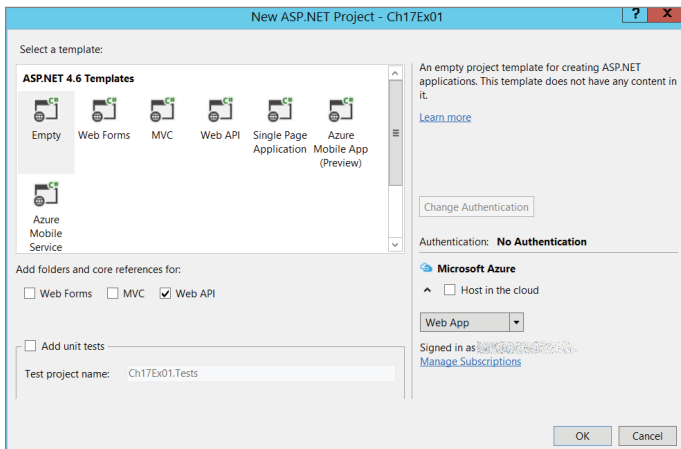 New ASP.NET Project - Ch17Ex01
? X
Select a template:
ASP.NET 4.6 Templates
C#
C#
C#
C#
C#
C#
Empty
Web Forms
MVC
Web API
Single Page
Application
Azure
Mobile App
(Preview)
C#
Azure
Mobile
Service
An empty project template for creating ASP.NET
applications. This template does not have any content in
it.
Learn more
Change Authentication
Authentication: No Authentication
Microsoft Azure
Host in the cloud
Web App
Signed in as
Manage Subscriptions
Add folders and core references for:
Web Forms
MVC
Web API
Add unit tests
Test project name: Ch17Ex01.Tests
OK
Cancel